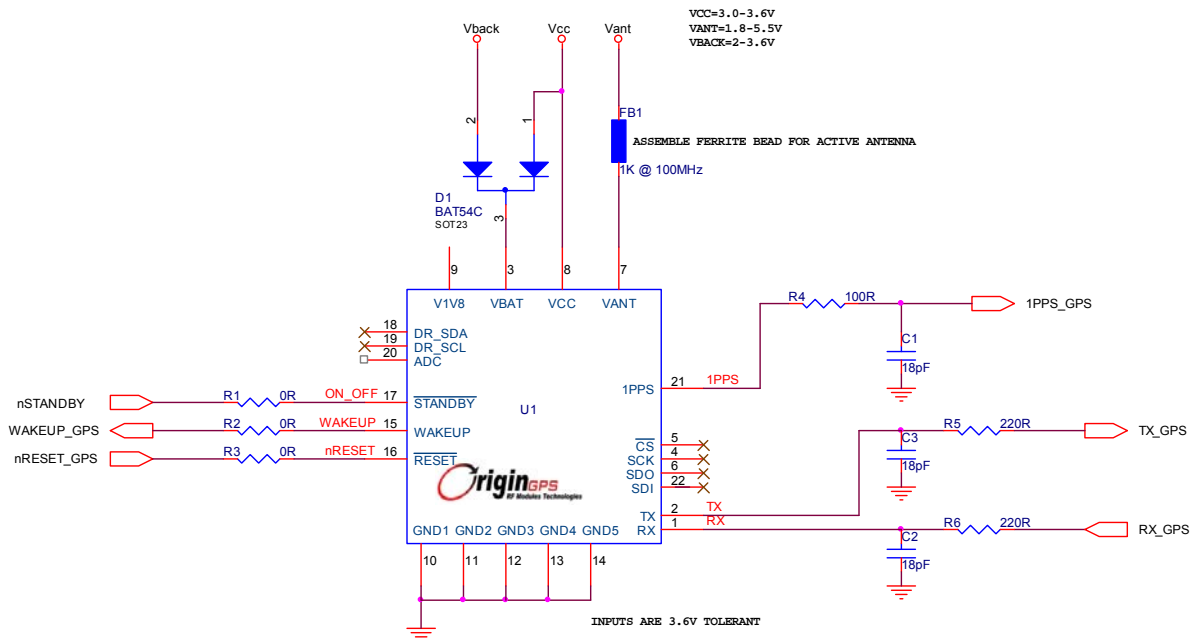 VCC=3.0-3.6V
VANT=1.8-5.5V
VBACK=2-3.6V
Vback
Vcc
Vant
FB1
ASSEMBLE FERRITE BEAD FOR ACTIVE ANTENNA
1K @ 100MHz
2
1
D1
BAT54C
SOT23
3
9
3
8
7
V1V8
VBAT
VCC
VANT
18
DR_SDA
19
DR_SCL
20
ADC
nSTANDBY
R1
0R
ON_OFF
17
STANDBY
WAKEUP_GPS
R2
0R
WAKEUP
15
WAKEUP
nRESET_GPS
R3
0R
nRESET
16
RESET
U1
OriginGPS
RF Modules Technologies
1PPS
21
1PPS
R4
100R
1PPS_GPS
C1
18pF
CS
5
SCK
4
SDO
6
SDI
22
TX
2
TX
R5
220R
TX_GPS
C3
18pF
RX
1
RX
R6
220R
RX_GPS
C2
18pF
GND1
GND2
GND3
GND4
GND5
10
11
12
13
14
INPUTS ARE 3.6V TOLERANT